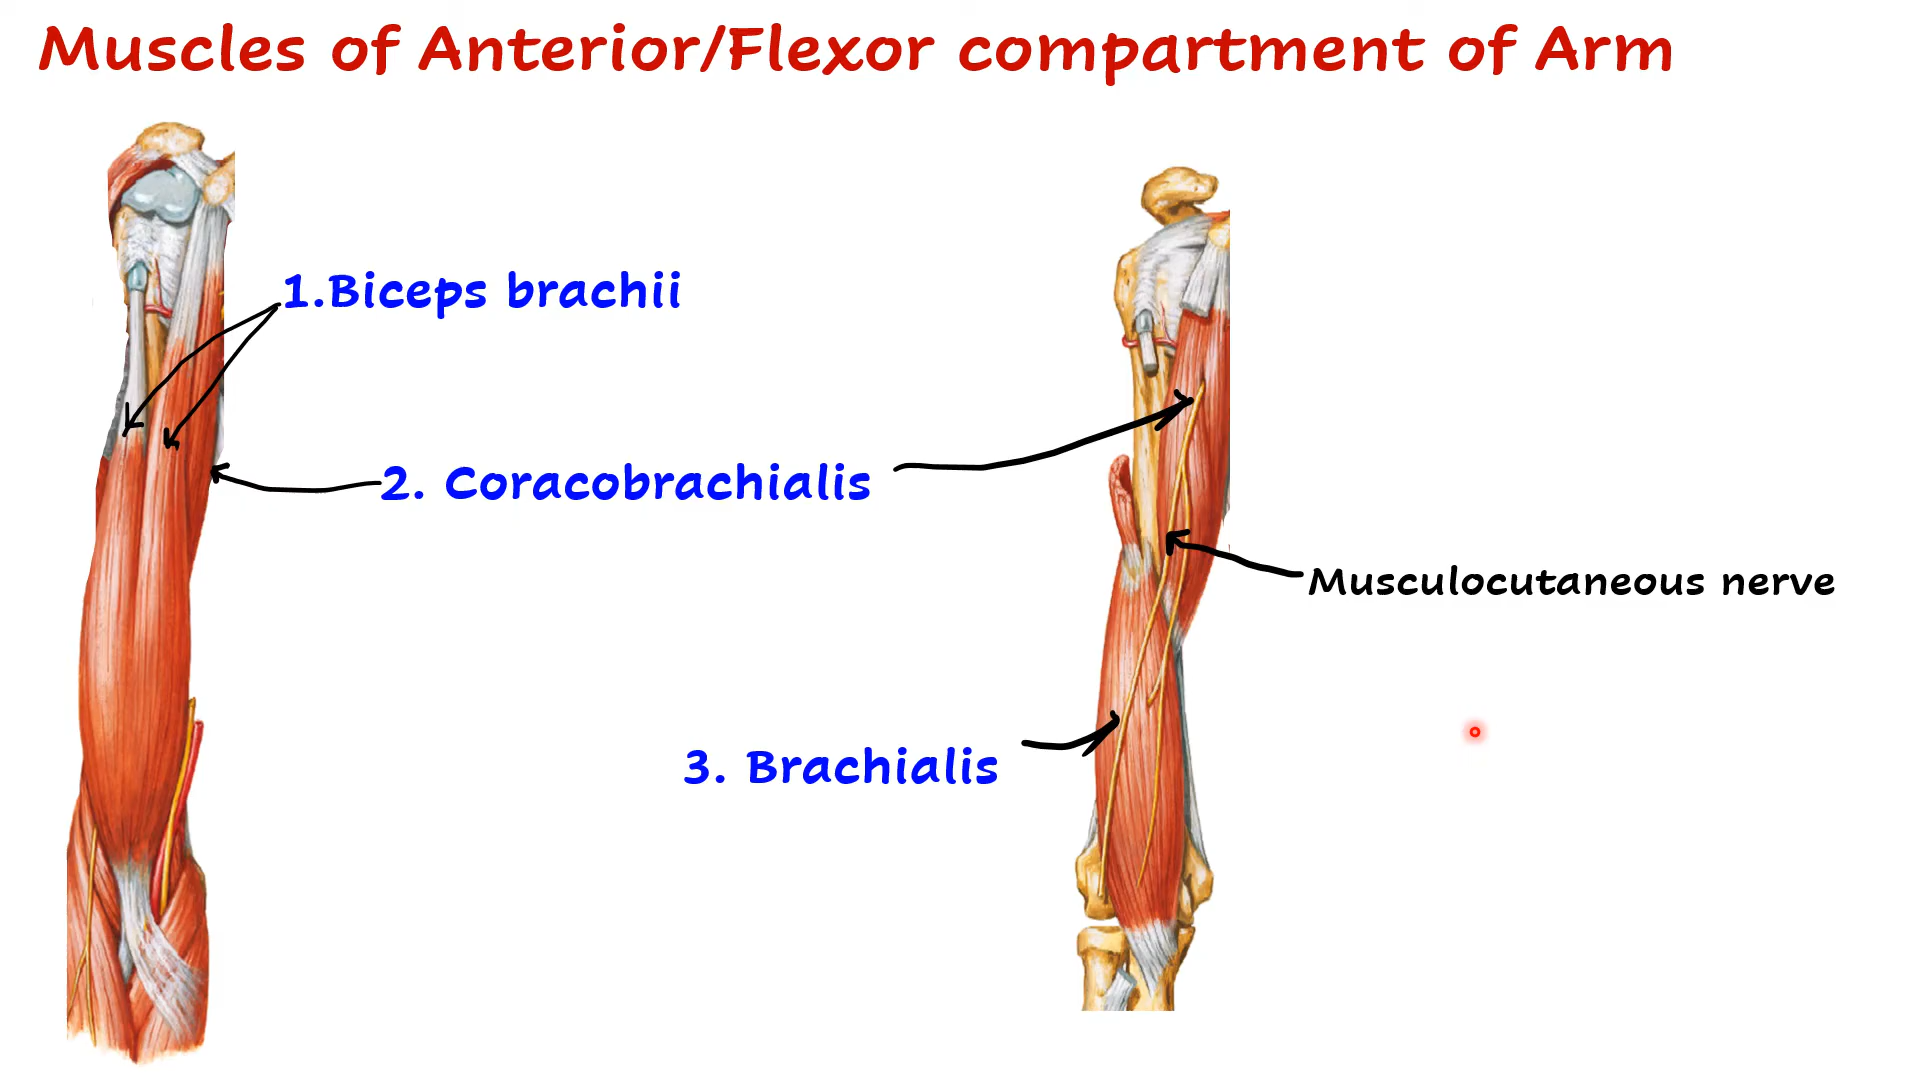 Muscles of Anterior/Flexor compartment of Arm
1.Biceps brachii
2. Coracobrachialis
Musculocutaneous nerve
3. Brachialis